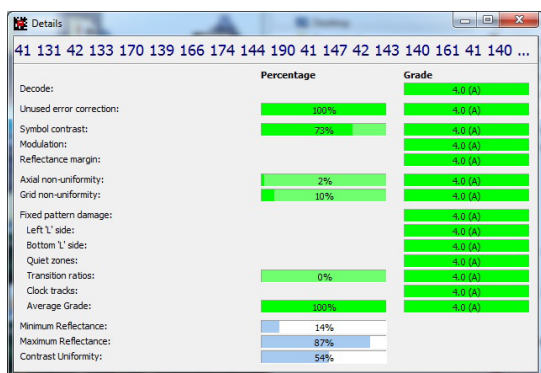 Details
41 131 42 133 170 139 166 174 144 190 41 147 42 143 140 161 41 140 ...
Percentage Grade
Decode: 4.0 (A)
Unused error correction: 100% 4.0 (A)
Symbol contrast: 73% 4.0 (A)
Modulation: 4.0 (A)
Reflectance margin: 4.0 (A)
Axial non-uniformity: 2% 4.0 (A)
Grid non-uniformity: 10% 4.0 (A)
Fixed pattern damage: 4.0 (A)
Left 'L' side: 4.0 (A)
Bottom 'L' side: 4.0 (A)
Quiet zones: 4.0 (A)
Transition ratios: 0% 4.0 (A)
Clock tracks: 4.0 (A)
Average Grade: 100% 4.0 (A)
Minimum Reflectance: 14%
Maximum Reflectance: 87%
Contrast Uniformity: 54%